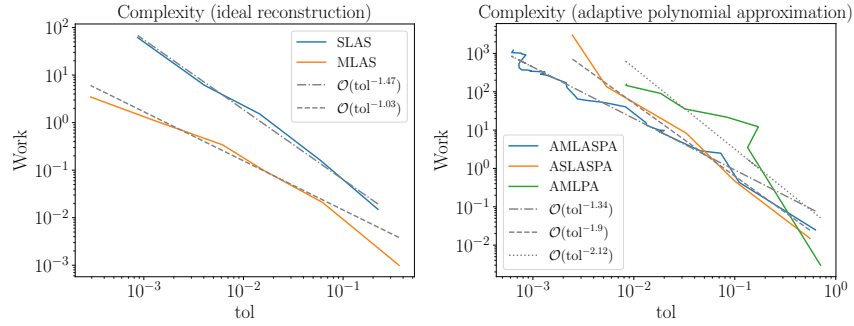 Complexity (ideal reconstruction)
Work
10^2
10^1
10^0
10^{-1}
10^{-2}
10^{-3}
10^{-3}
10^{-2}
10^{-1}
tol
SLAS
MLAS
𝒪(tol^{-1.47})
𝒪(tol^{-1.03})
Complexity (adaptive polynomial approximation)
Work
10^3
10^2
10^1
10^0
10^{-1}
10^{-2}
10^{-3}
10^{-2}
10^{-1}
10^0
tol
AMLASPA
ASLASPA
AMLPA
𝒪(tol^{-1.34})
𝒪(tol^{-1.9})
𝒪(tol^{-2.12})